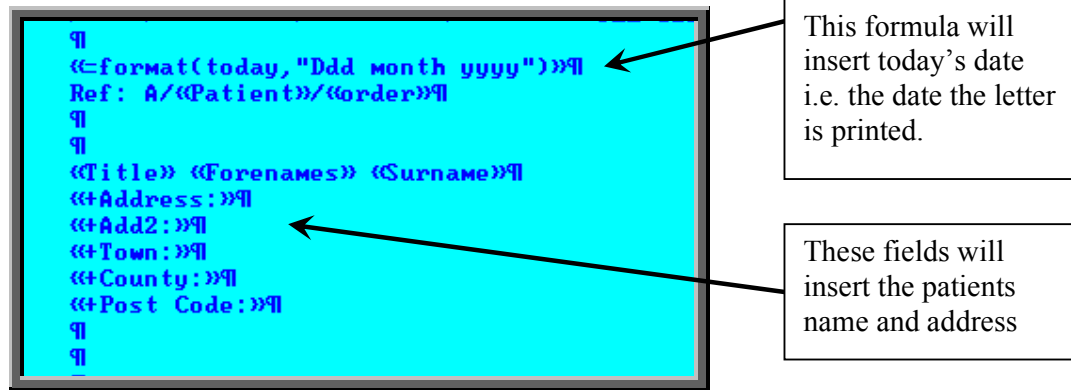 ¶
«=format(today,"Ddd month yyyy")»¶
Ref: A/«Patient»/«order»¶
¶
¶
«Title» «Forenames» «Surname»¶
«+Address:»¶
«+Add2:»¶
«+Town:»¶
«+County:»¶
«+Post Code:»¶
¶
¶
This formula will
insert today’s date
i.e. the date the letter
is printed.
These fields will
insert the patients
name and address